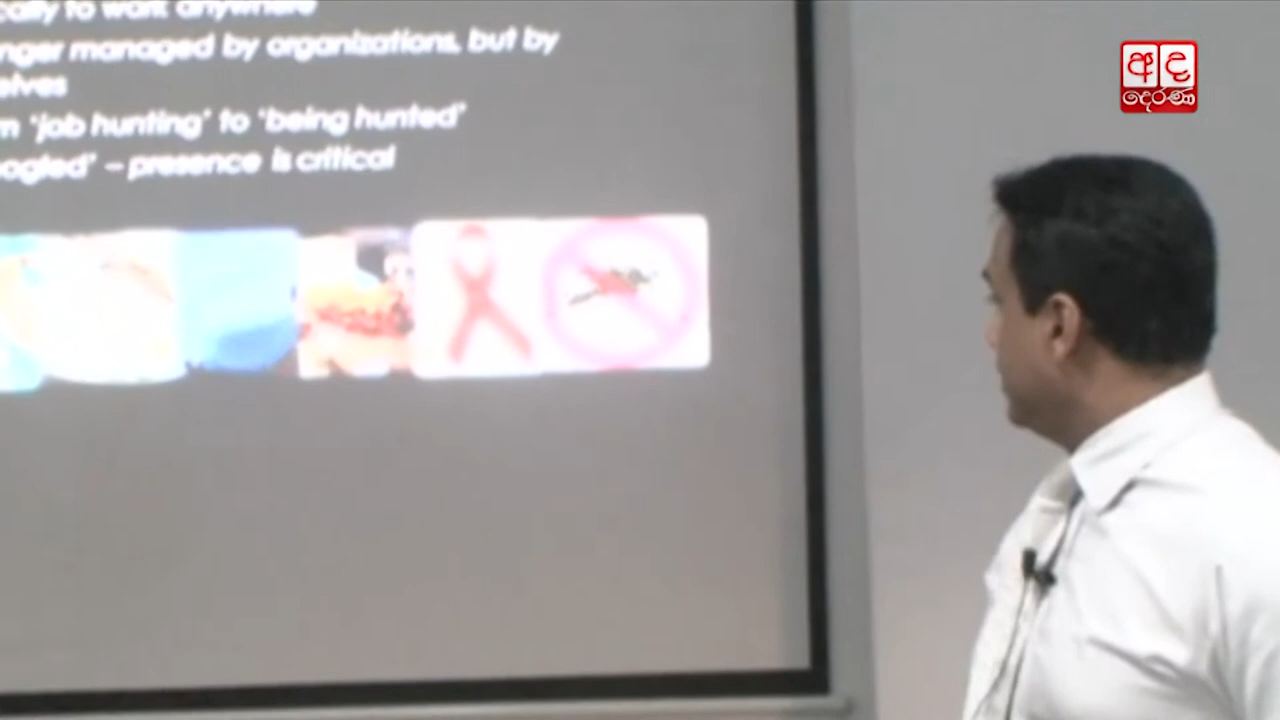 cally to work anywhere
nger managed by organizations, but by
elves
m 'job hunting' to 'being hunted'
ogled' – presence is critical
අද
දෙරණ